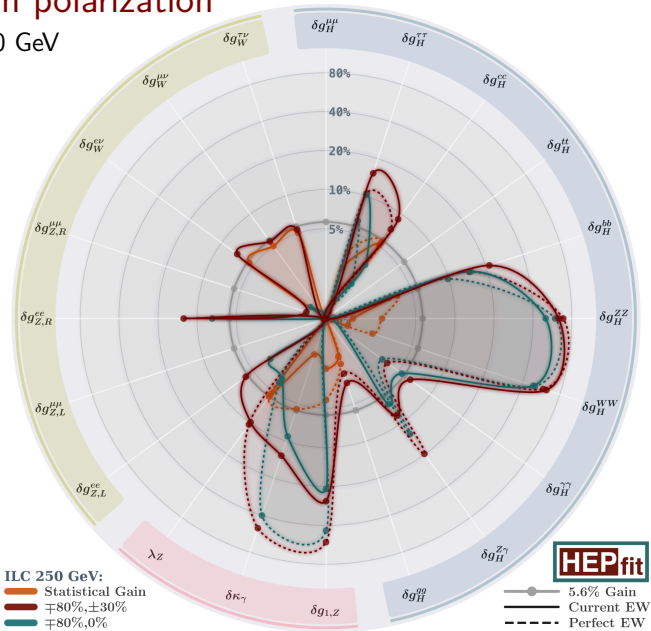 n polarization
0 GeV
δg_W^{τν}
δg_H^{μμ}
δg_H^{ττ}
δg_W^{μν}
δg_H^{cc}
80%
δg_W^{eν}
40%
δg_H^{tt}
20%
10%
δg_{Z,R}^{μμ}
5%
δg_H^{bb}
δg_{Z,R}^{ee}
δg_H^{ZZ}
δg_{Z,L}^{μμ}
δg_H^{WW}
δg_{Z,L}^{ee}
δg_H^{γγ}
λ_Z
δg_H^{Zγ}
δκ_γ
δg_{1,Z}
δg_H^{gg}
HEPfit
ILC 250 GeV:
Statistical Gain
∓80%,±30%
∓80%,0%
5.6% Gain
Current EW
Perfect EW